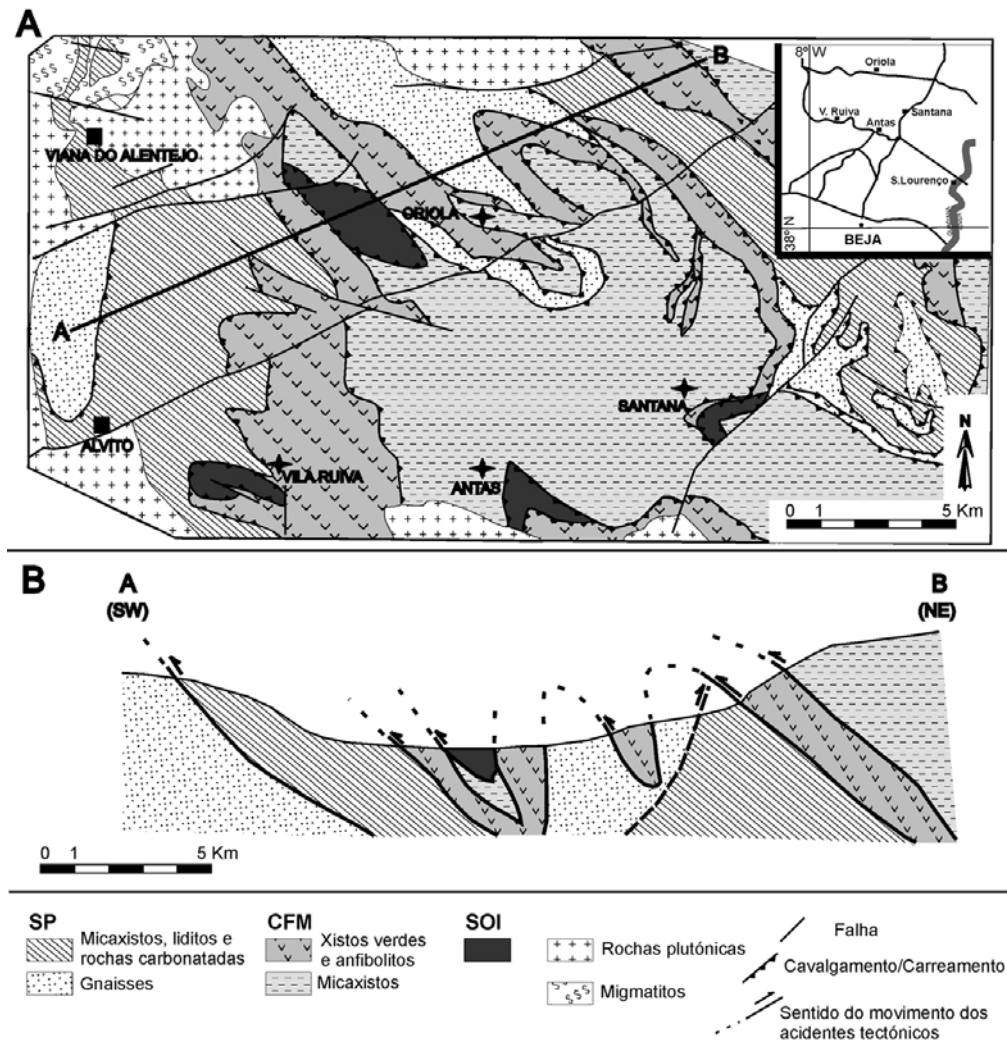 A
B
8º W
Oriola
V. Ruiva
Antas
Santana
S.Lourenço
38º N
BEJA
VIANA DO ALENTEJO
ORIOLA
A
SANTANA
ALVITO
VILA RUIVA
ANTAS
N
0 1 5 Km
B
A
(SW)
B
(NE)
0 1 5 Km
SP
Micaxistos, liditos e
rochas carbonatadas
Gnaisses
CFM
Xistos verdes
e anfibolitos
Micaxistos
SOI
Rochas plutónicas
Migmatitos
Falha
Cavalgamento/Carreamento
Sentido do movimento dos
acidentes tectónicos